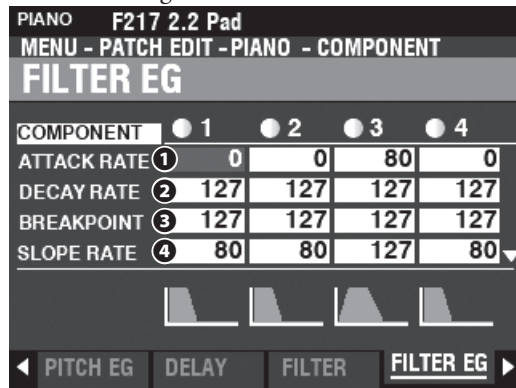 PIANO F217 2.2 Pad
MENU - PATCH EDIT - PIANO - COMPONENT
FILTER EG
COMPONENT 1 2 3 4
ATTACK RATE 1 0 0 80 0
DECAY RATE 2 127 127 127 127
BREAKPOINT 3 127 127 127 127
SLOPE RATE 4 80 80 127 80
PITCH EG DELAY FILTER FILTER EG